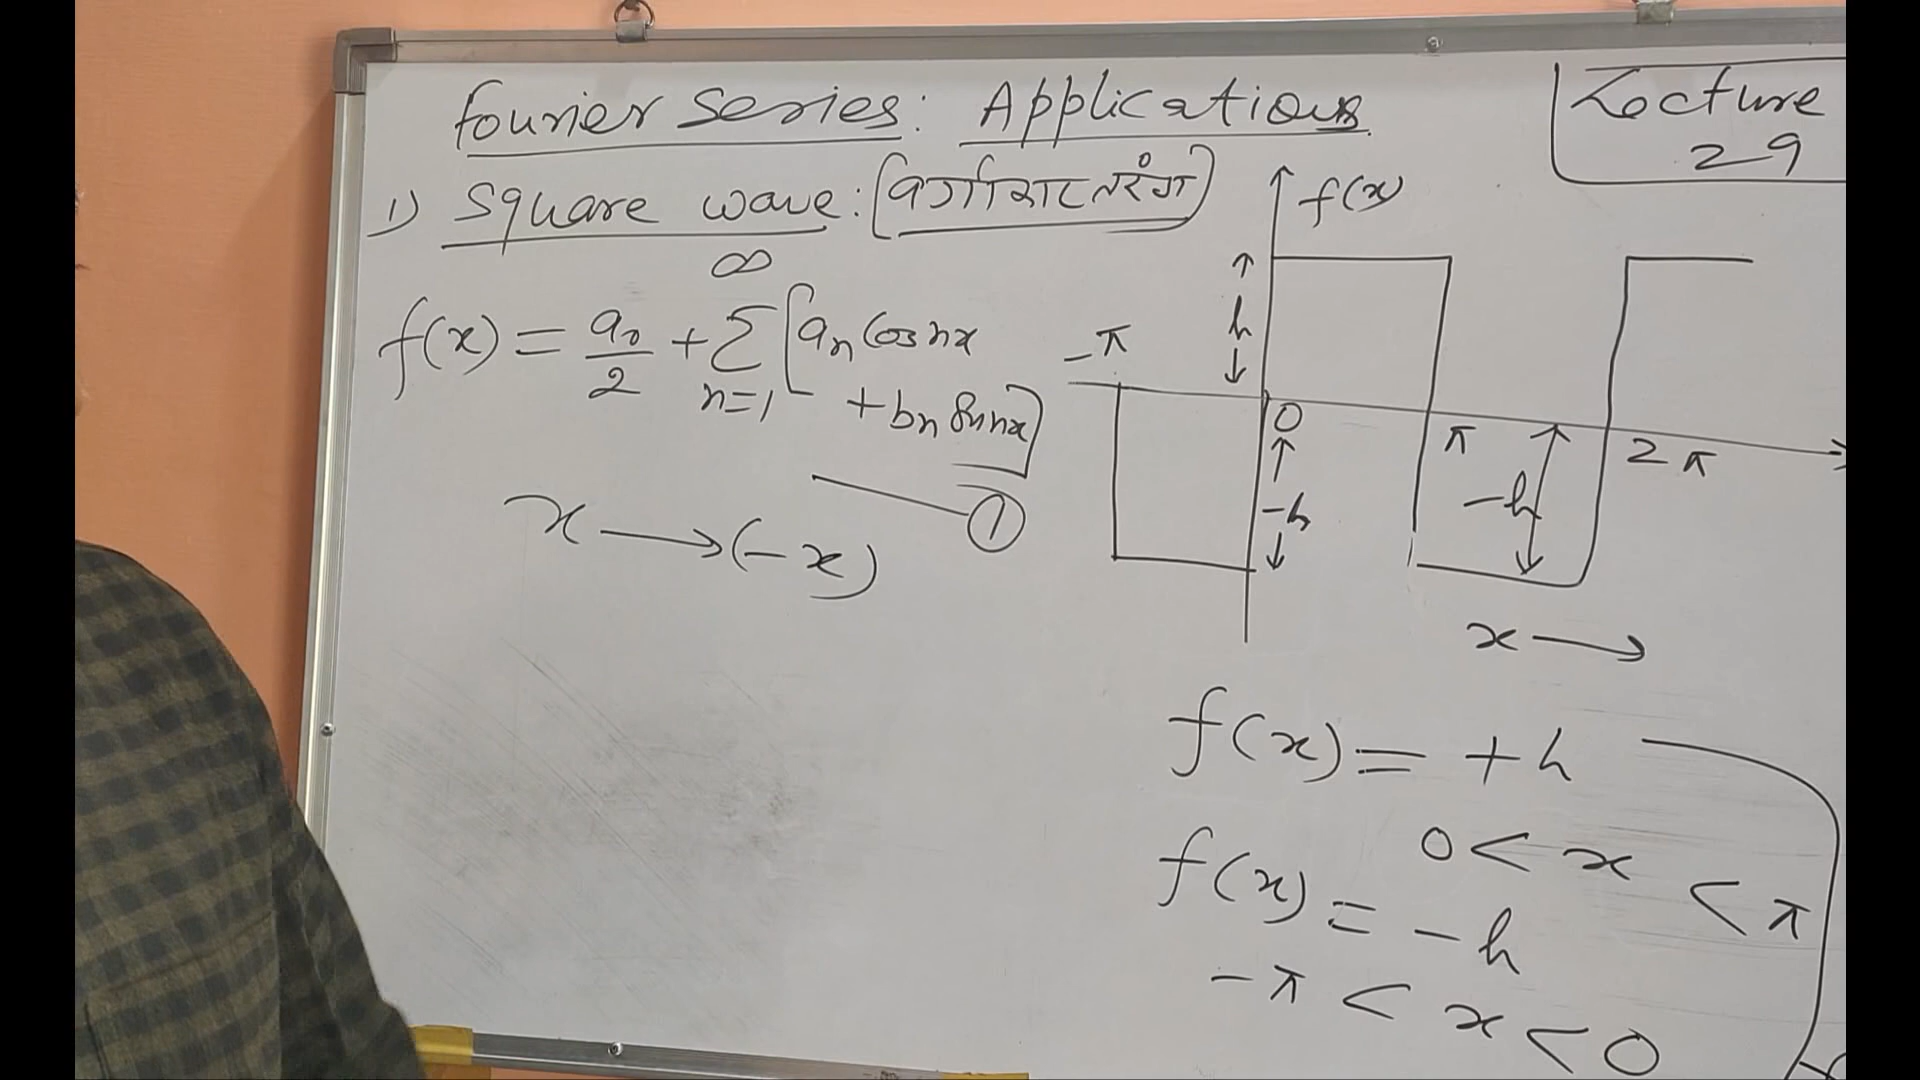 Fourier Series: Applications
Lecture
29
1) Square wave: [वर्गाकार तरंग]
f(x) = a₀/2 + ∞Σn=1 [an Cos nx
+ bn Sin nx]
①
x → (-x)
f(x)
h
-π
0
π
2π
-h
-h
x →
f(x) = +h
0 < x < π
f(x) = -h
-π < x < 0